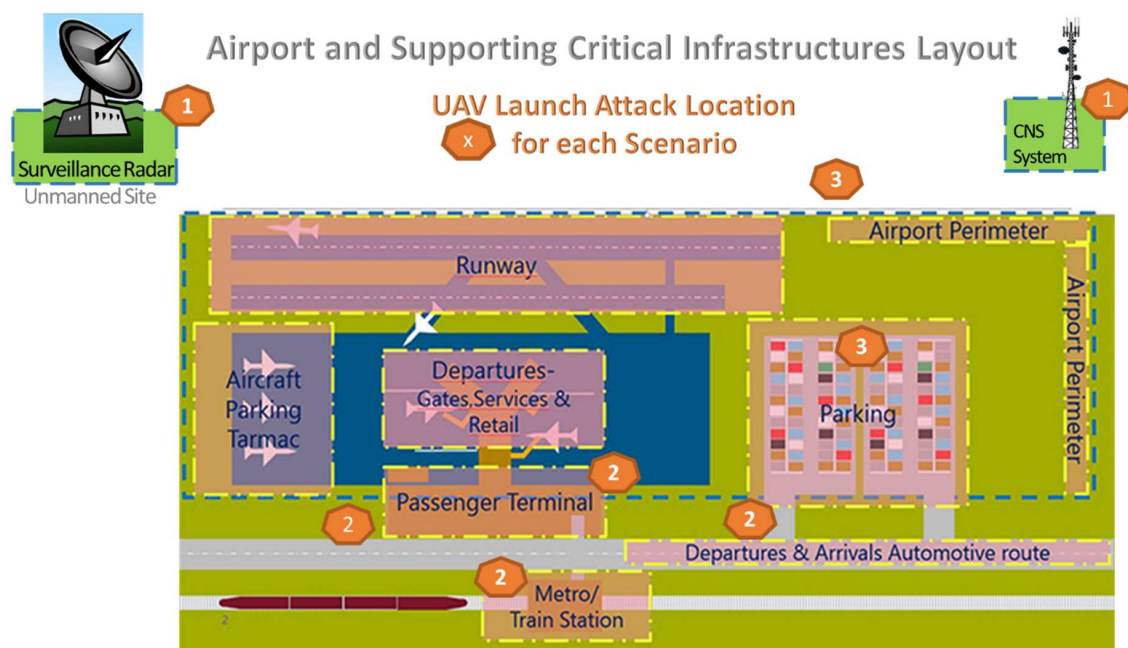 Airport and Supporting Critical Infrastructures Layout
1
1
UAV Launch Attack Location
x for each Scenario
CNS
System
Surveillance Radar
Unmanned Site
3
Airport Perimeter
Runway
Airport Perimeter
3
Departures-
Gates,Services &
Retail
Aircraft
Parking
Tarmac
Parking
2
Passenger Terminal
2
2
Departures & Arrivals Automotive route
2
Metro/
Train Station
2